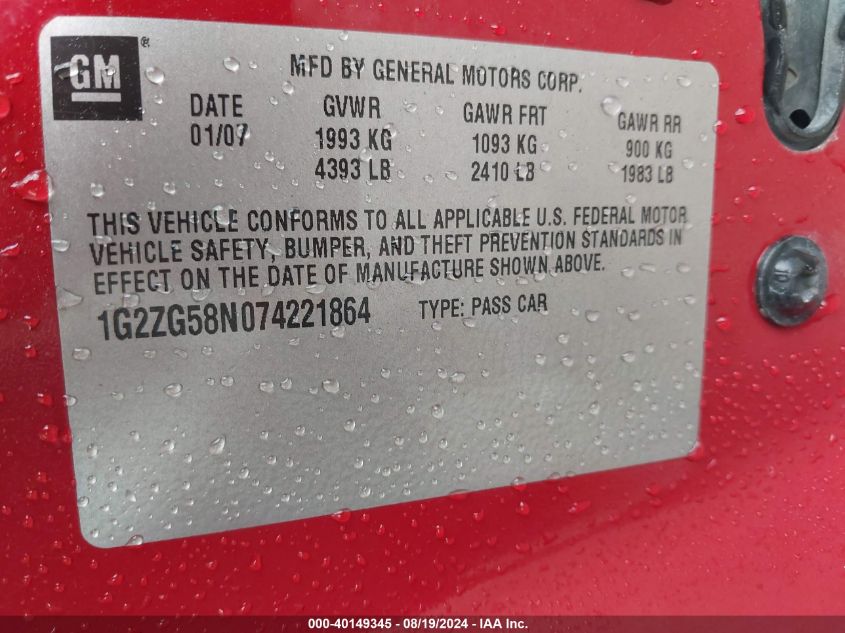 GM®
MFD BY GENERAL MOTORS CORP.
DATE GVWR GAWR FRT GAWR RR
01/07 1993 KG 1093 KG 900 KG
4393 LB 2410 LB 1983 LB
THIS VEHICLE CONFORMS TO ALL APPLICABLE U.S. FEDERAL MOTOR
VEHICLE SAFETY, BUMPER, AND THEFT PREVENTION STANDARDS IN
EFFECT ON THE DATE OF MANUFACTURE SHOWN ABOVE.
1G2ZG58N074221864 TYPE: PASS CAR
000-40149345 - 08/19/2024 - IAA Inc.